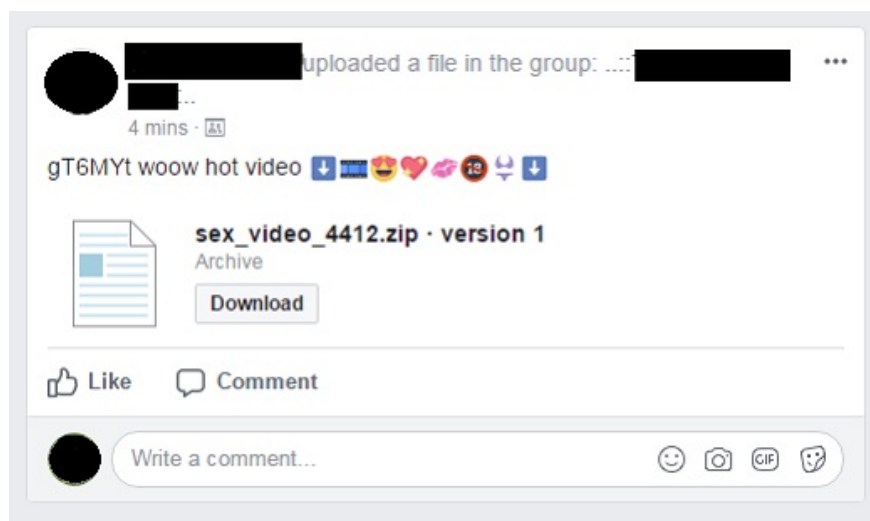 uploaded a file in the group: ..::
:..
4 mins ·
gT6MYt woow hot video
sex_video_4412.zip · version 1
Archive
Download
Like Comment
Write a comment... GIF